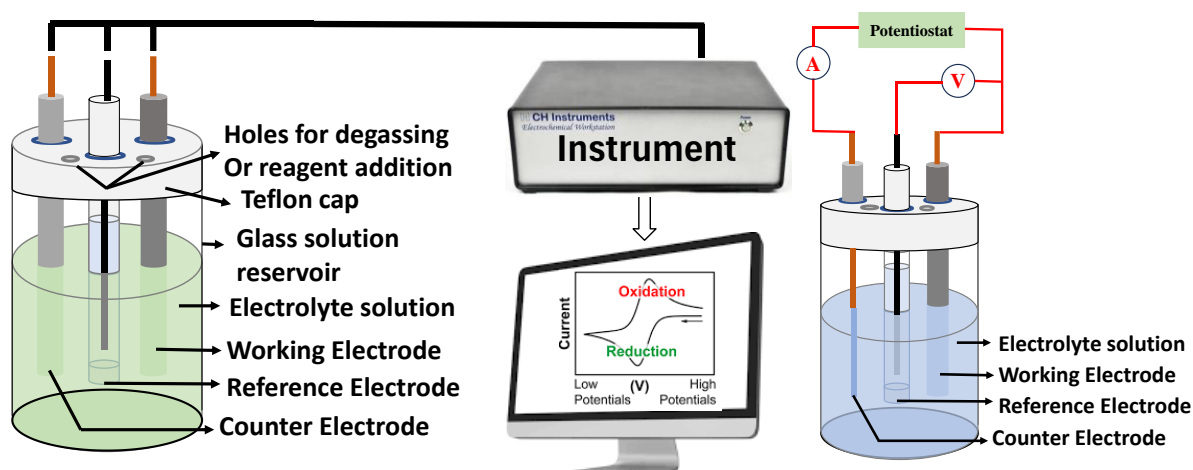 Holes for degassing
Or reagent addition
Teflon cap
Glass solution
reservoir
Electrolyte solution
Working Electrode
Reference Electrode
Counter Electrode
CH Instruments
Electrochemical Workstation
Instrument
Current
Oxidation
Reduction
Low
Potentials
(V)
High
Potentials
Potentiostat
A
V
Electrolyte solution
Working Electrode
Reference Electrode
Counter Electrode